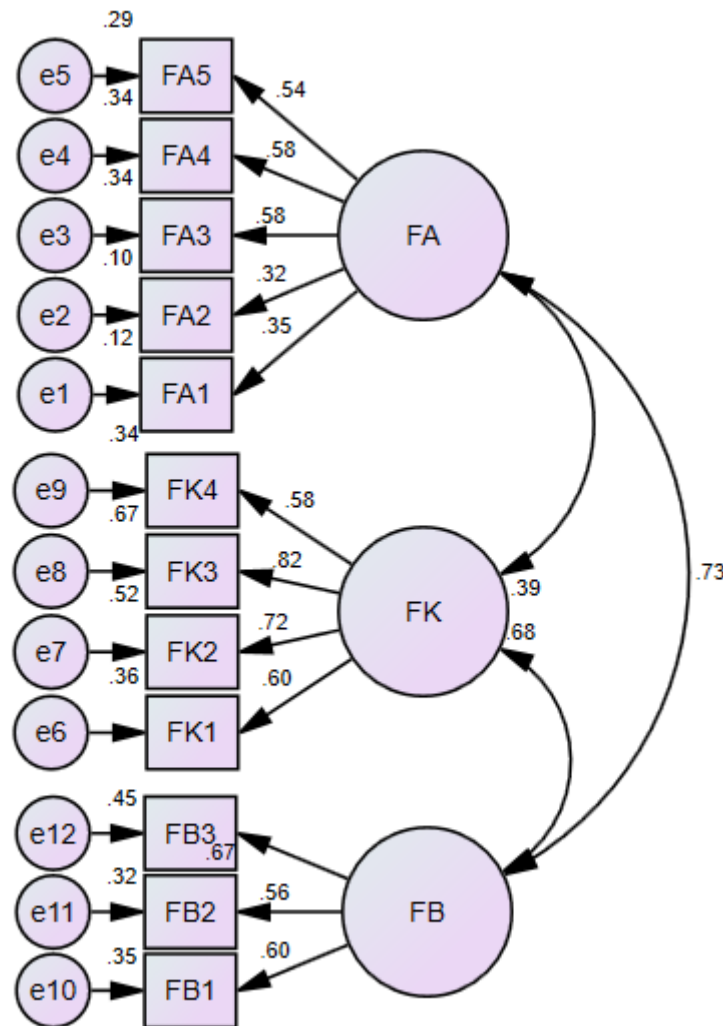 .29
e5 FA5 .54
.34
e4 FA4 .58
.34
e3 FA3 .58 FA
.10
e2 FA2 .32
.12
e1 FA1 .35
.34
e9 FK4 .58
.67
e8 FK3 .82
.52
e7 FK2 .72 FK .39 .73
.36
e6 FK1 .60 .68
.45
e12 FB3 .67
.32
e11 FB2 .56 FB
.35
e10 FB1 .60